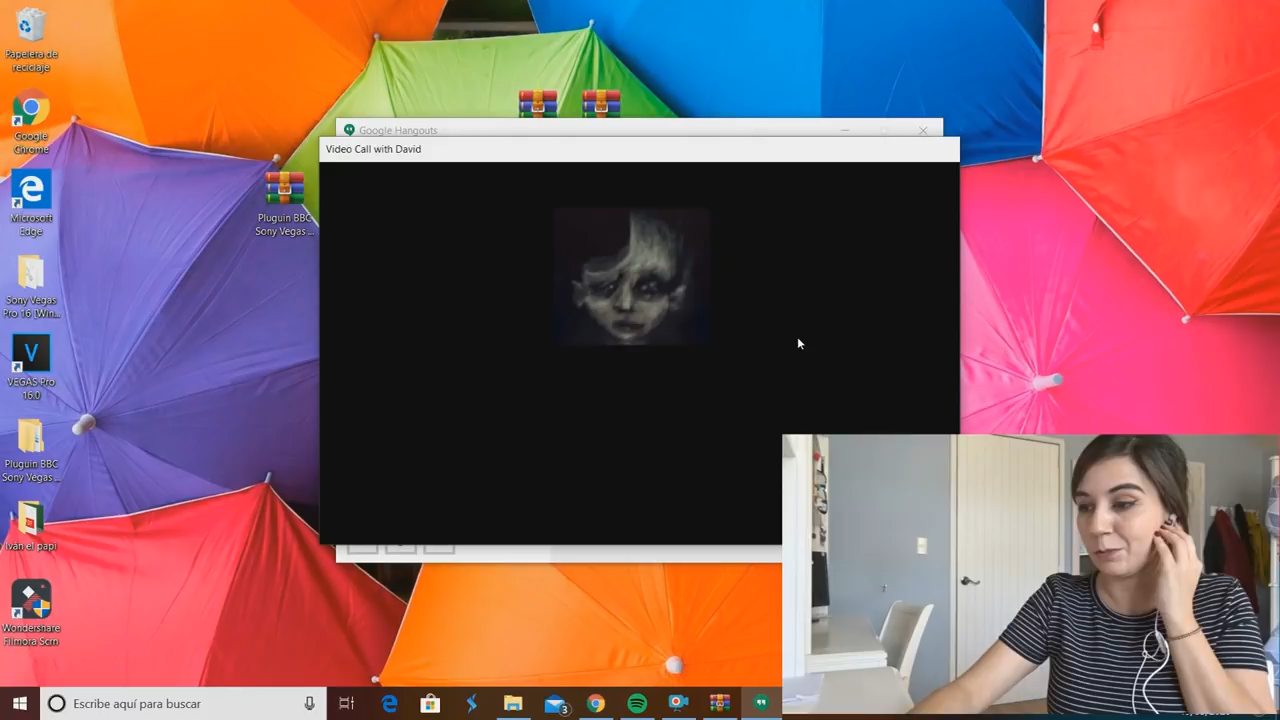 Papelera de
reciclaje
Google
Chrome
Microsoft
Edge
Sony Vegas
Pro 16 [Win...
VEGAS Pro
16.0
Pluguin BBC
Sony Vegas ...
Iván el papi
Wondershare
Filmora Scrn
Pluguin BBC
Sony Vegas ...
Google Hangouts
Video Call with David
Escribe aquí para buscar
3